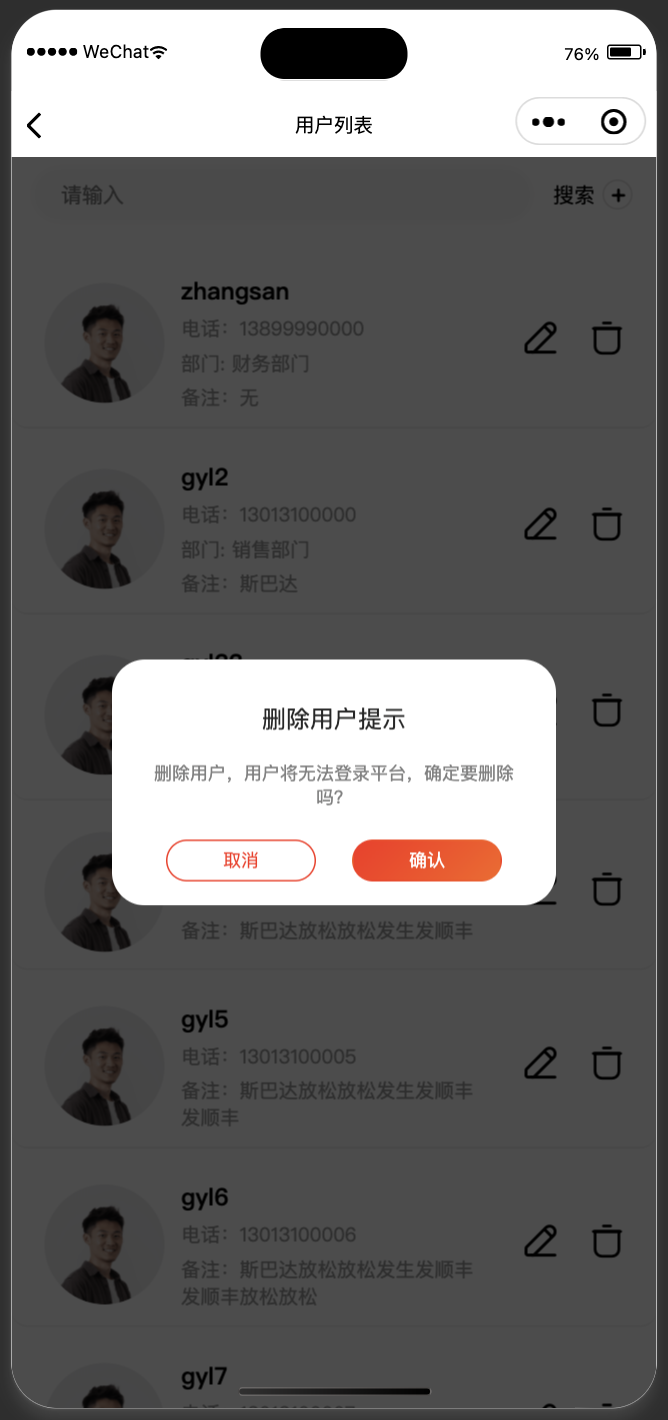 WeChat
76%
用户列表
请输入
搜索
zhangsan
电话：13899990000
部门: 财务部门
备注：无
gyl2
电话：13013100000
部门: 销售部门
备注：斯巴达
删除用户提示
删除用户，用户将无法登录平台，确定要删除
吗?
取消
确认
备注：斯巴达放松放松发生发顺丰
gyl5
电话：13013100005
备注：斯巴达放松放松发生发顺丰
发顺丰
gyl6
电话：13013100006
备注：斯巴达放松放松发生发顺丰
发顺丰放松放松
gyl7